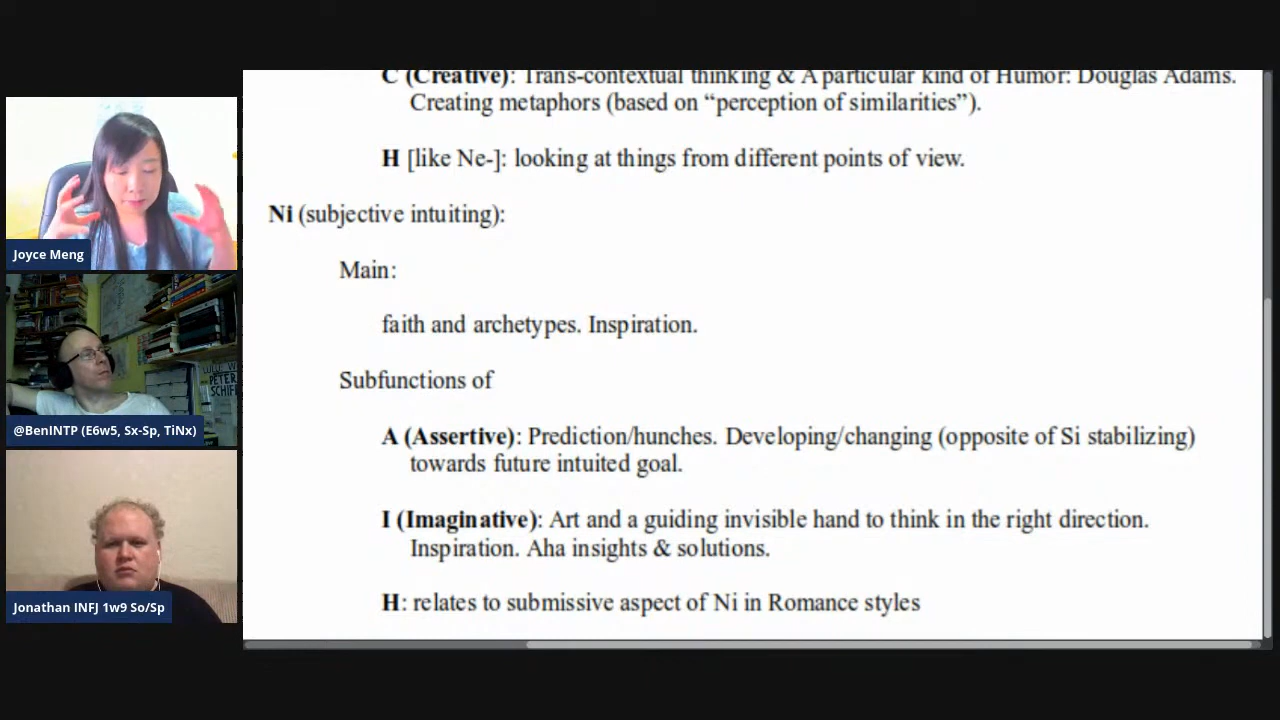 C (Creative): Trans-contextual thinking & A particular kind of Humor: Douglas Adams.
Creating metaphors (based on “perception of similarities”).
H [like Ne-]: looking at things from different points of view.
Ni (subjective intuiting):
Main:
faith and archetypes. Inspiration.
Subfunctions of
A (Assertive): Prediction/hunches. Developing/changing (opposite of Si stabilizing)
towards future intuited goal.
I (Imaginative): Art and a guiding invisible hand to think in the right direction.
Inspiration. Aha insights & solutions.
H: relates to submissive aspect of Ni in Romance styles
Joyce Meng
PETER
SCHIFF
@BenINTP (E6w5, Sx-Sp, TiNx)
Jonathan INFJ 1w9 So/Sp